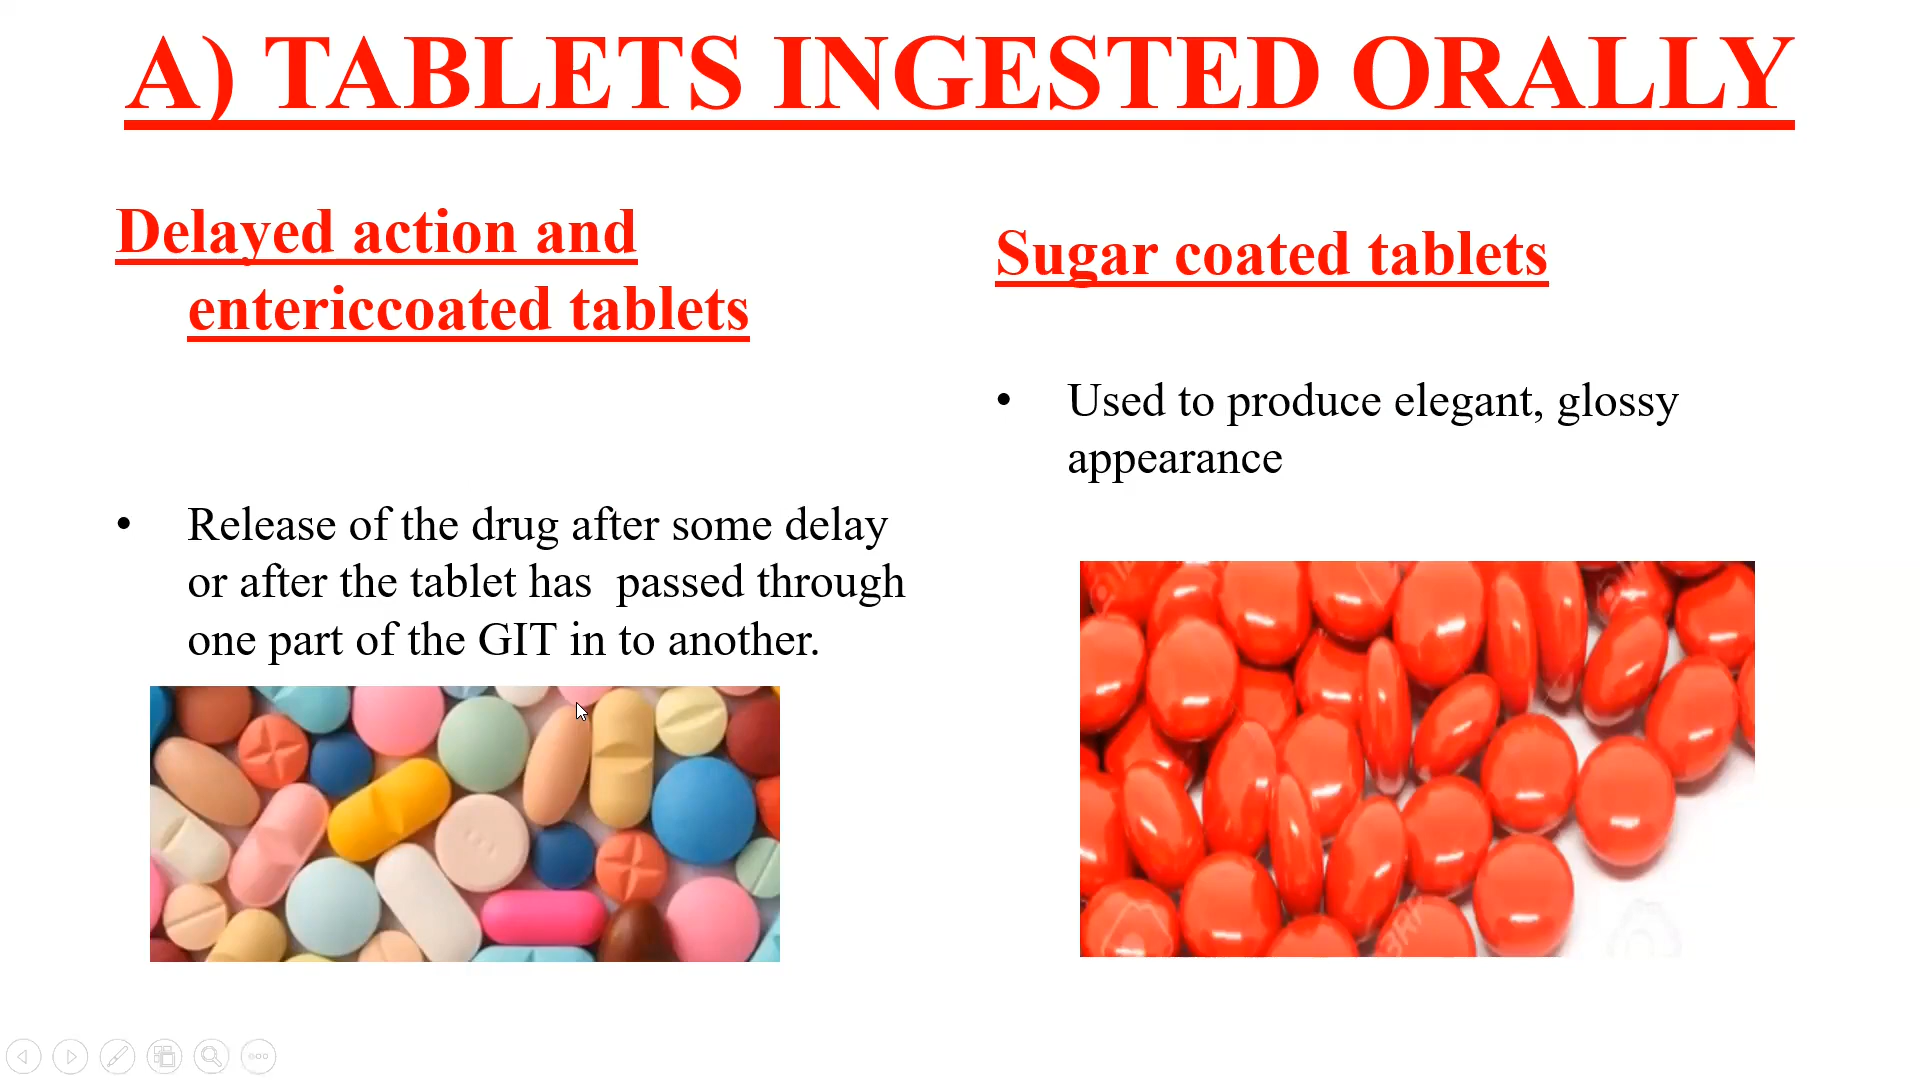 A) TABLETS INGESTED ORALLY
Delayed action and
entericcoated tablets
• Release of the drug after some delay
or after the tablet has  passed through
one part of the GIT in to another.
Sugar coated tablets
• Used to produce elegant, glossy
appearance